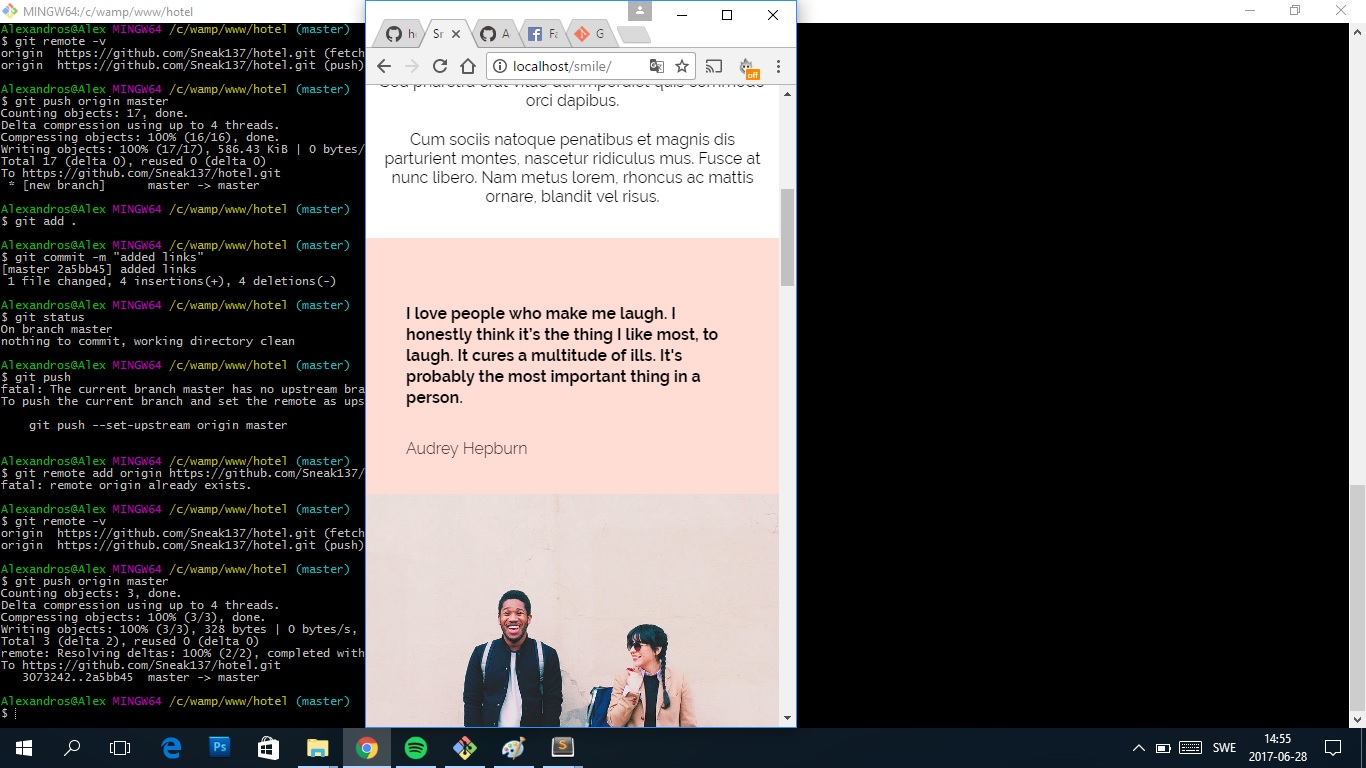 MINGW64:/c/wamp/www/hotel
Alexandros@Alex MINGW64 /c/wamp/www/hotel (master)
$ git remote -v
origin  https://github.com/Sneak137/hotel.git (fetch
origin  https://github.com/Sneak137/hotel.git (push)
Alexandros@Alex MINGW64 /c/wamp/www/hotel (master)
$ git push origin master
Counting objects: 17, done.
Delta compression using up to 4 threads.
Compressing objects: 100% (16/16), done.
Writing objects: 100% (17/17), 586.43 KiB | 0 bytes/
Total 17 (delta 0), reused 0 (delta 0)
To https://github.com/Sneak137/hotel.git
 * [new branch]      master -> master
Alexandros@Alex MINGW64 /c/wamp/www/hotel (master)
$ git add .
Alexandros@Alex MINGW64 /c/wamp/www/hotel (master)
$ git commit -m "added links"
[master 2a5bb45] added links
 1 file changed, 4 insertions(+), 4 deletions(-)
Alexandros@Alex MINGW64 /c/wamp/www/hotel (master)
$ git status
On branch master
nothing to commit, working directory clean
Alexandros@Alex MINGW64 /c/wamp/www/hotel (master)
$ git push
fatal: The current branch master has no upstream bra
To push the current branch and set the remote as ups
    git push --set-upstream origin master
Alexandros@Alex MINGW64 /c/wamp/www/hotel (master)
$ git remote add origin https://github.com/Sneak137/
fatal: remote origin already exists.
Alexandros@Alex MINGW64 /c/wamp/www/hotel (master)
$ git remote -v
origin  https://github.com/Sneak137/hotel.git (fetch
origin  https://github.com/Sneak137/hotel.git (push)
Alexandros@Alex MINGW64 /c/wamp/www/hotel (master)
$ git push origin master
Counting objects: 3, done.
Delta compression using up to 4 threads.
Compressing objects: 100% (3/3), done.
Writing objects: 100% (3/3), 328 bytes | 0 bytes/s,
Total 3 (delta 2), reused 0 (delta 0)
remote: Resolving deltas: 100% (2/2), completed with
To https://github.com/Sneak137/hotel.git
   3073242..2a5bb45  master -> master
Alexandros@Alex MINGW64 /c/wamp/www/hotel (master)
$
h Sm A Fa G
localhost/smile/
off
Sed pharetra erat vitae dui imperdiet quis commodo
orci dapibus.
Cum sociis natoque penatibus et magnis dis
parturient montes, nascetur ridiculus mus. Fusce at
nunc libero. Nam metus lorem, rhoncus ac mattis
ornare, blandit vel risus.
I love people who make me laugh. I
honestly think it's the thing I like most, to
laugh. It cures a multitude of ills. It's
probably the most important thing in a
person.
Audrey Hepburn
Ps
S
SWE
14:55
2017-06-28